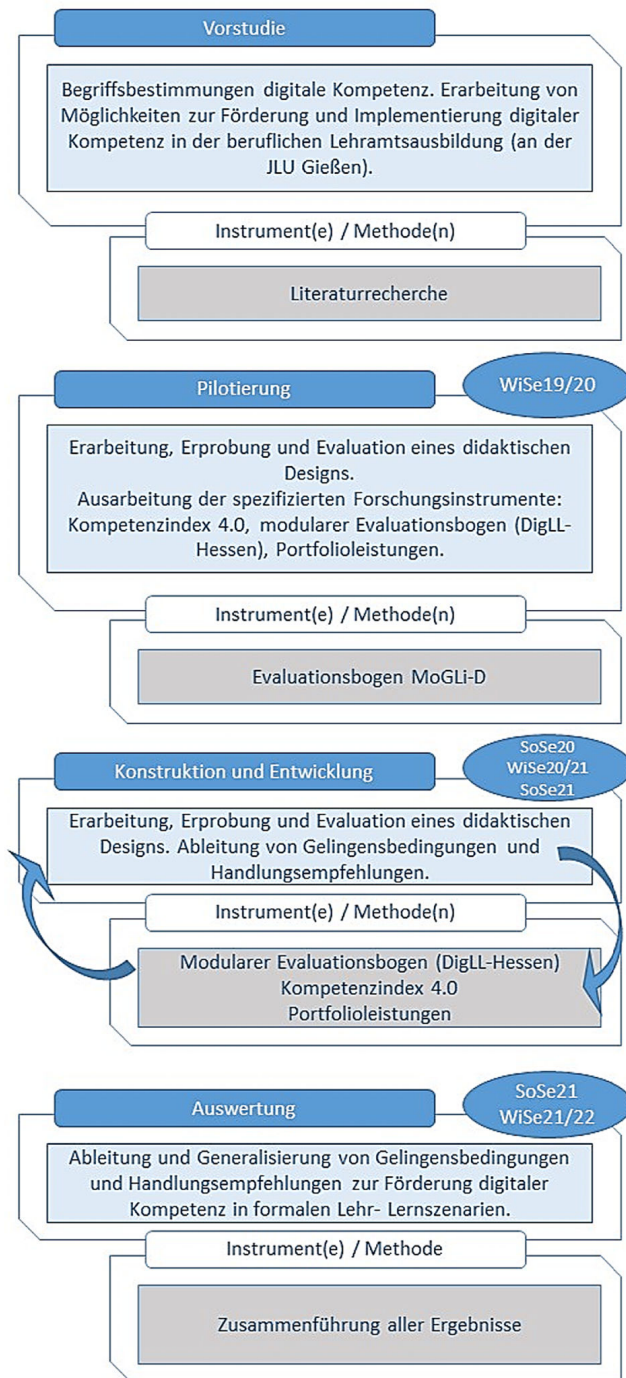 Vorstudie
Begriffsbestimmungen digitale Kompetenz. Erarbeitung von
Möglichkeiten zur Förderung und Implementierung digitaler
Kompetenz in der beruflichen Lehramtsausbildung (an der
JLU Gießen).
Instrument(e) / Methode(n)
Literaturrecherche
Pilotierung
WiSe19/20
Erarbeitung, Erprobung und Evaluation eines didaktischen
Designs.
Ausarbeitung der spezifizierten Forschungsinstrumente:
Kompetenzindex 4.0, modularer Evaluationsbogen (DigLL-
Hessen), Portfolioleistungen.
Instrument(e) / Methode(n)
Evaluationsbogen MoGLi-D
Konstruktion und Entwicklung
SoSe20
WiSe20/21
SoSe21
Erarbeitung, Erprobung und Evaluation eines didaktischen
Designs. Ableitung von Gelingensbedingungen und
Handlungsempfehlungen.
Instrument(e) / Methode(n)
Modularer Evaluationsbogen (DigLL-Hessen)
Kompetenzindex 4.0
Portfolioleistungen
Auswertung
SoSe21
WiSe21/22
Ableitung und Generalisierung von Gelingensbedingungen
und Handlungsempfehlungen zur Förderung digitaler
Kompetenz in formalen Lehr- Lernszenarien.
Instrument(e) / Methode
Zusammenführung aller Ergebnisse